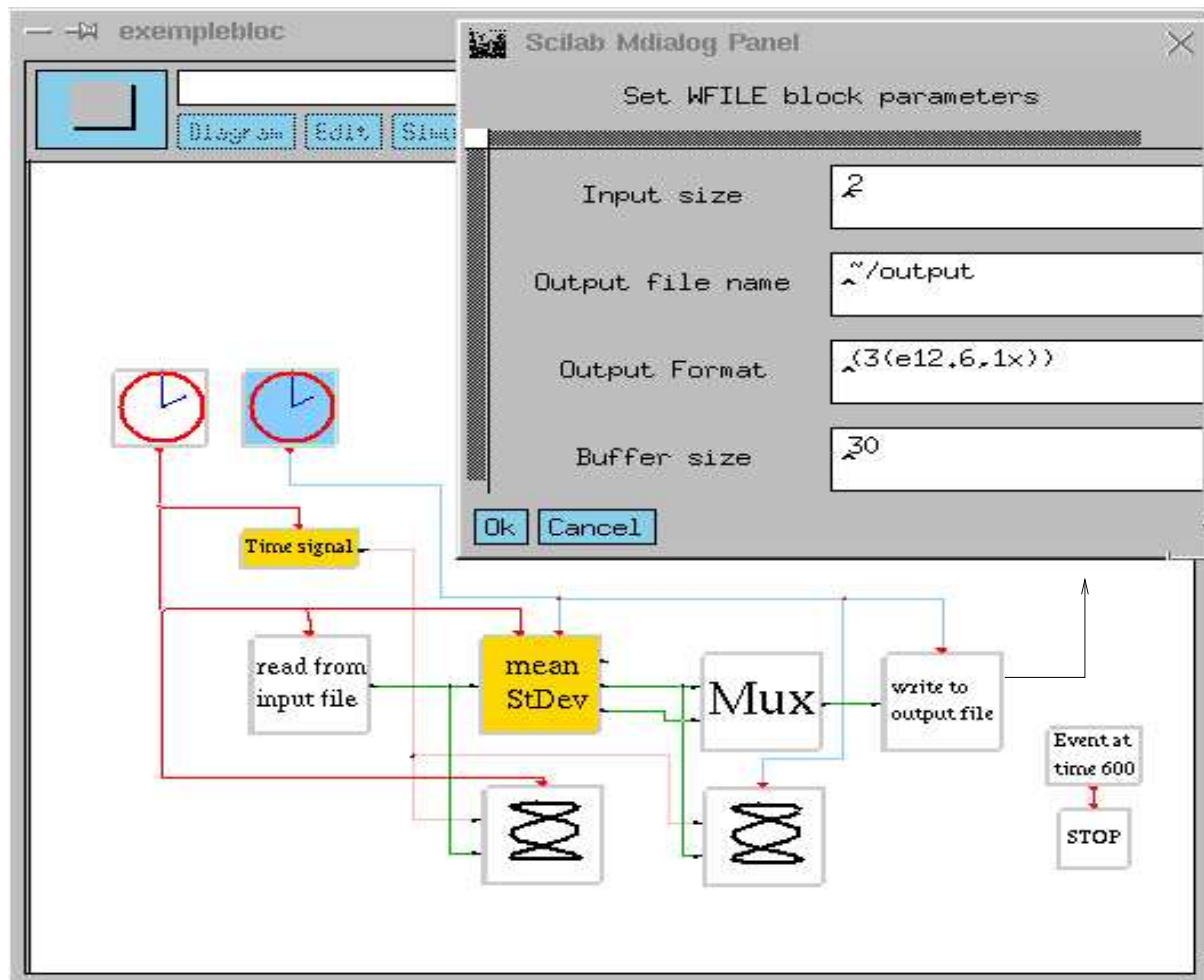 exemplebloc
Scilab Mdialog Panel
Set WFILE block parameters
Diagram
Edit
Input size
2
Output file name
~/output
Output Format
(3(e12.6,1x))
Buffer size
30
Ok
Cancel
Time signal
read from
input file
mean
StDev
Mux
write to
output file
Event at
time 600
STOP